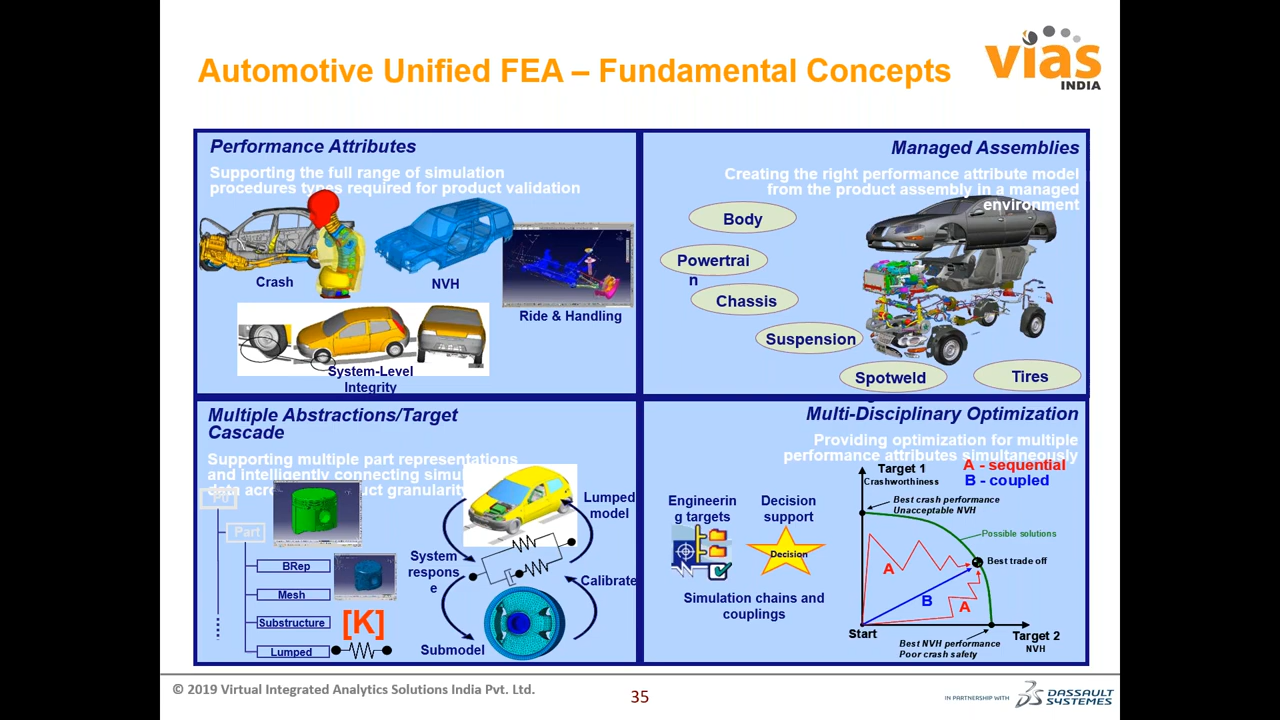 Automotive Unified FEA – Fundamental Concepts
vias
INDIA
Performance Attributes
Supporting the full range of simulation
procedures types required for product validation
Crash
NVH
Ride & Handling
System-Level
Integrity
Managed Assemblies
Creating the right performance attribute model
from the product assembly in a managed
environment
Body
Powertrai
n
Chassis
Suspension
Spotweld
Tires
Multiple Abstractions/Target
Cascade
Supporting multiple part representations
and intelligently connecting
Part
BRep
Mesh
Substructure
Lumped
[K]
Lumped
model
System
respons
e
Calibrate
Submodel
Multi-Disciplinary Optimization
Providing optimization for multiple
performance attributes simultaneously
Engineerin
g targets
Decision
support
Decision
Simulation chains and
couplings
Target 1
Crashworthiness
A - sequential
B - coupled
Best crash performance
Unacceptable NVH
Possible solutions
Best trade off
A
B
A
Start
Best NVH performance
Poor crash safety
Target 2
NVH
© 2019 Virtual Integrated Analytics Solutions India Pvt. Ltd.
35
IN PARTNERSHIP WITH
DASSAULT
SYSTEMES